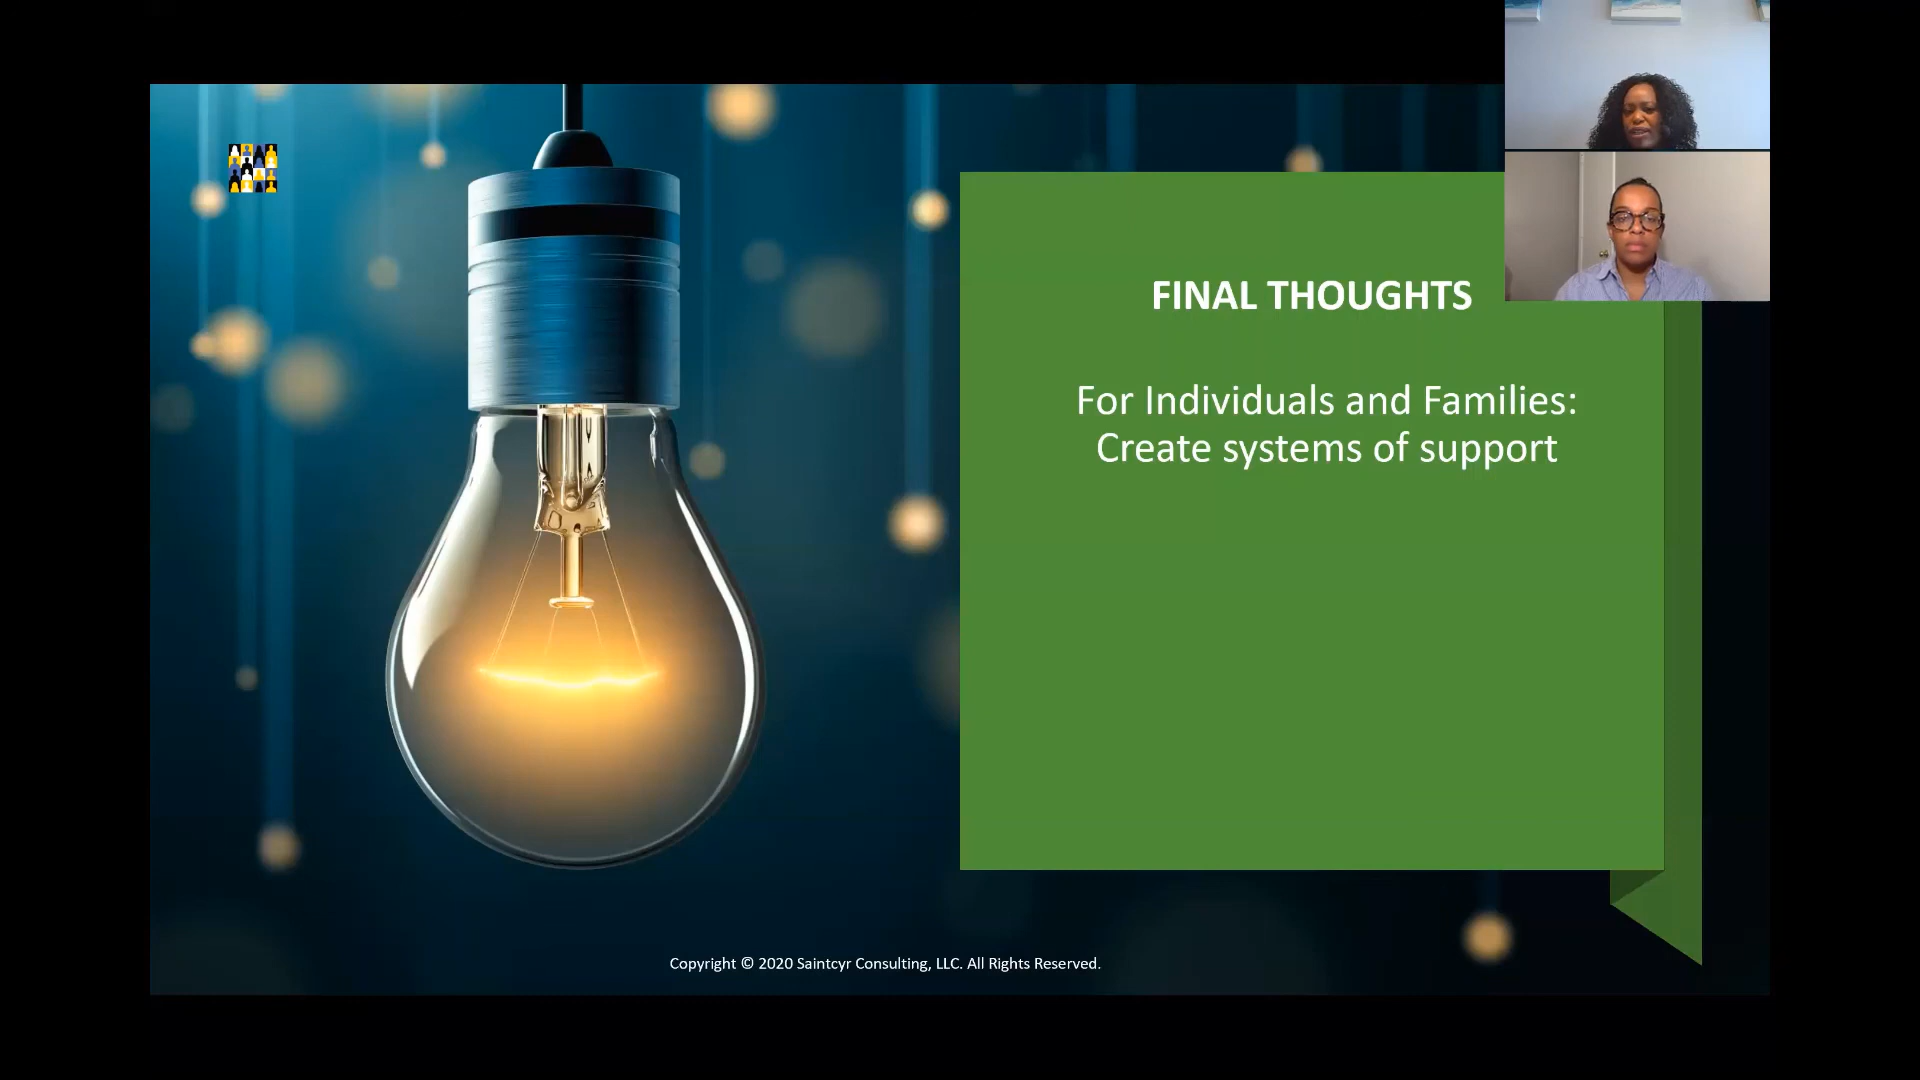 FINAL THOUGHTS
For Individuals and Families:
Create systems of support
Copyright © 2020 Saintcyr Consulting, LLC. All Rights Reserved.